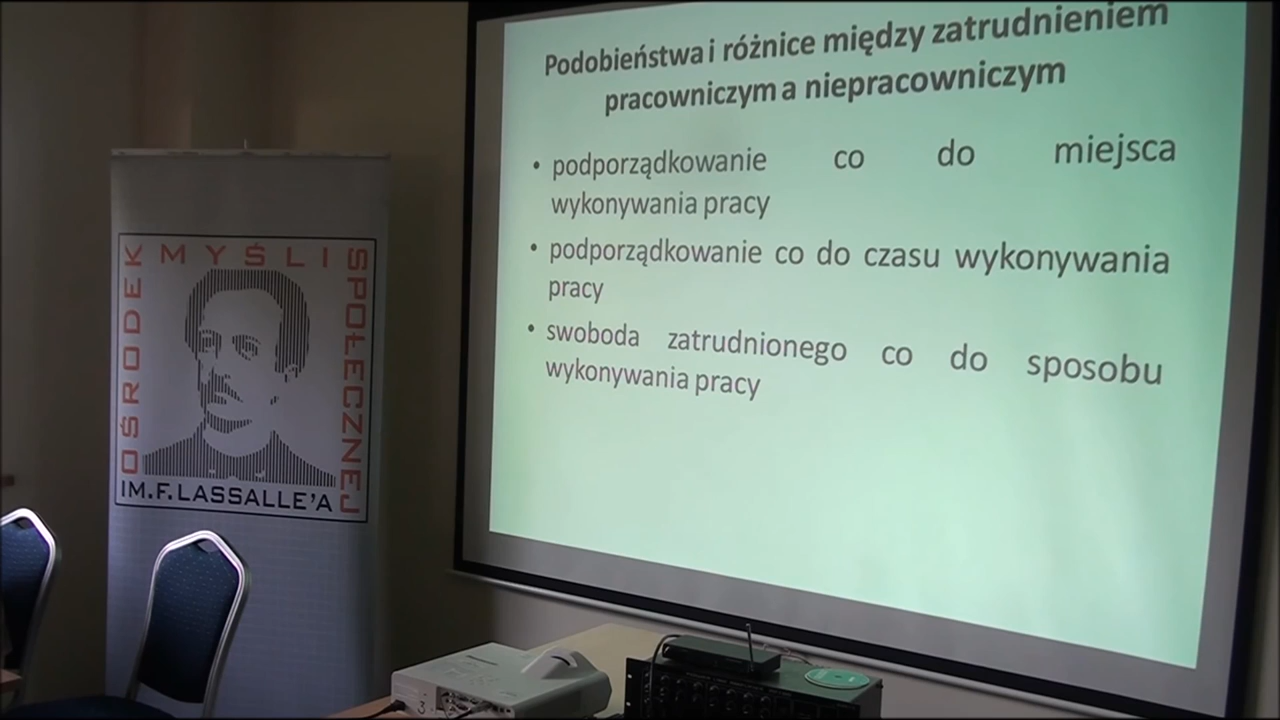 Podobieństwa i różnice między zatrudnieniem
pracowniczym a niepracowniczym
• podporządkowanie co do miejsca
wykonywania pracy
• podporządkowanie co do czasu wykonywania
pracy
• swoboda zatrudnionego co do sposobu
wykonywania pracy
OŚRODEK
MYŚLI
SPOŁECZNEJ
IM.F.LASSALLE'A
3